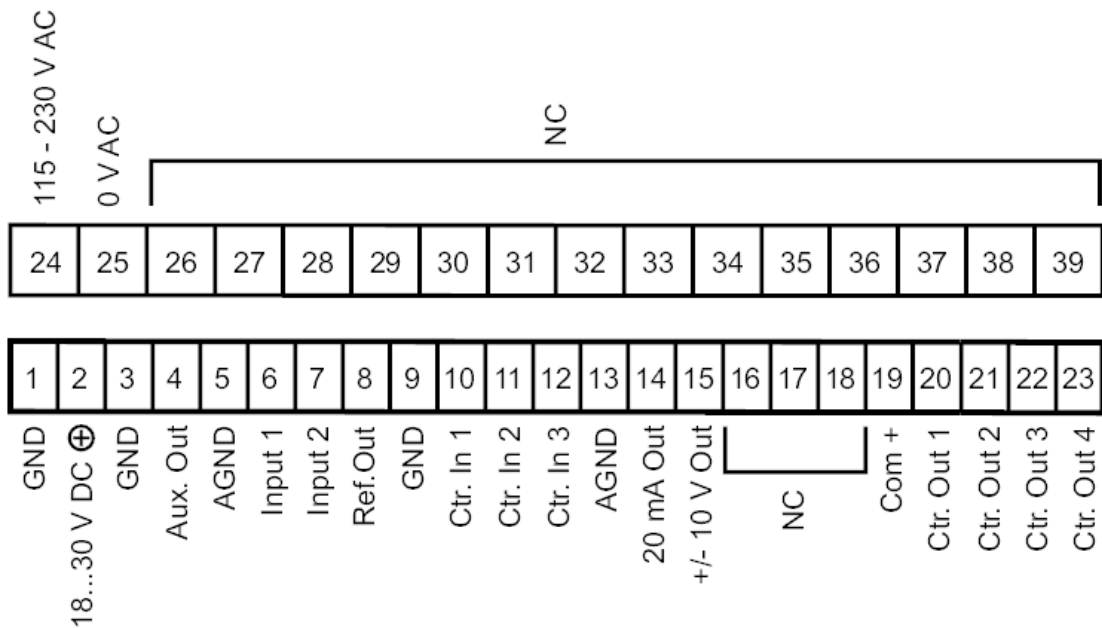 115 - 230 V AC
0 V AC
NC
24 25 26 27 28 29 30 31 32 33 34 35 36 37 38 39
1 2 3 4 5 6 7 8 9 10 11 12 13 14 15 16 17 18 19 20 21 22 23
GND
18...30 V DC ⊕
GND
Aux. Out
AGND
Input 1
Input 2
Ref.Out
GND
Ctr. In 1
Ctr. In 2
Ctr. In 3
AGND
20 mA Out
+/- 10 V Out
NC
Com +
Ctr. Out 1
Ctr. Out 2
Ctr. Out 3
Ctr. Out 4